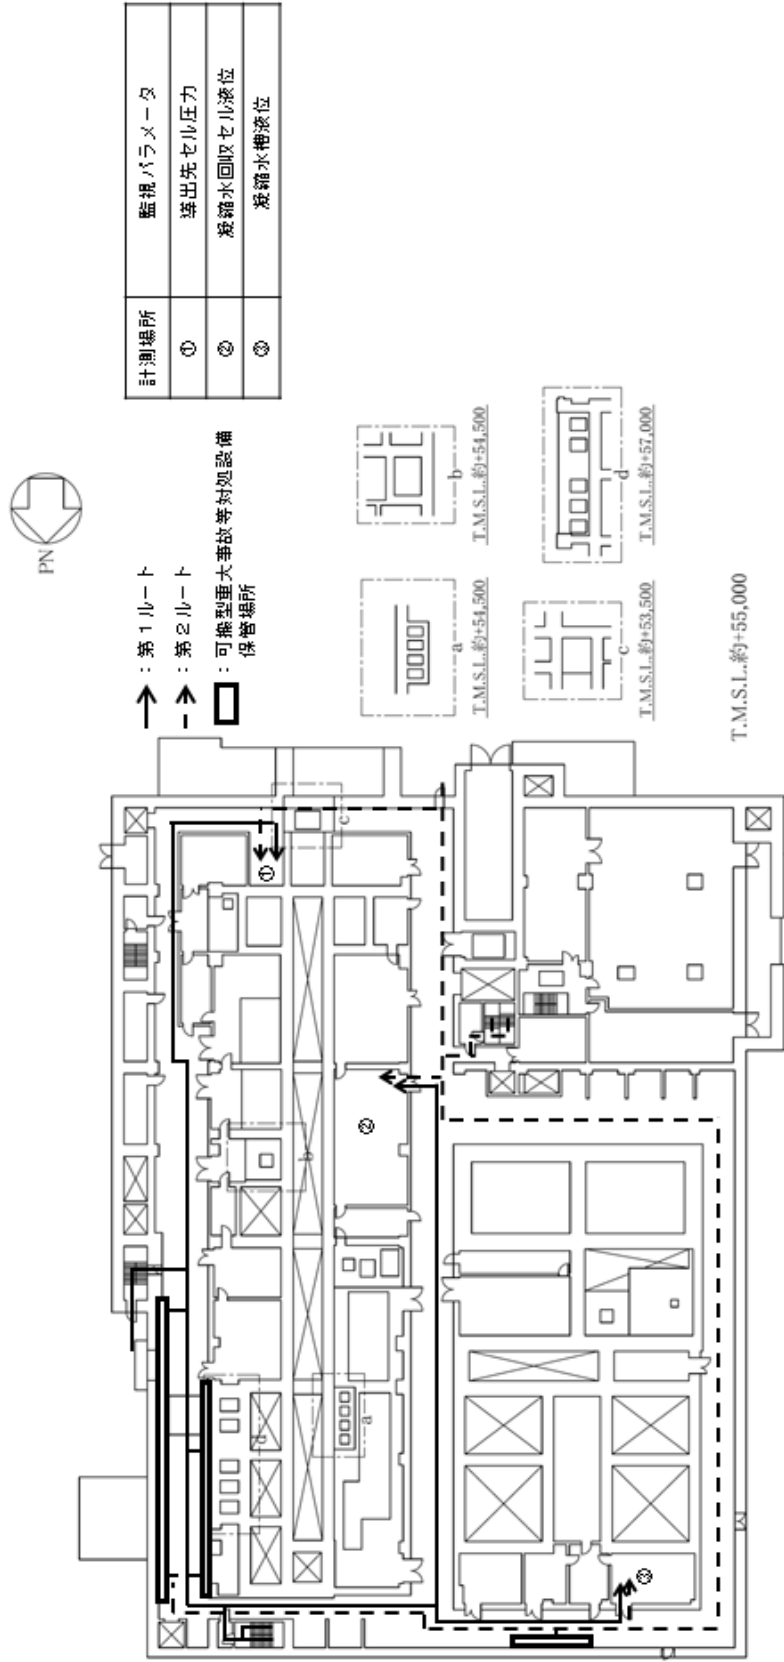 計測場所 監視パラメータ
① 導出先セル圧力
② 凝縮水回収セル液位
③ 凝縮水槽液位
PN
：第1ルート
：第2ルート
：可搬型重大事故等対処設備
保管場所
a
T.M.S.L.約+54,500
b
T.M.S.L.約+54,500
c
T.M.S.L.約+53,500
d
T.M.S.L.約+57,000
T.M.S.L.約+55,000
①
c
②
b
a
d
③